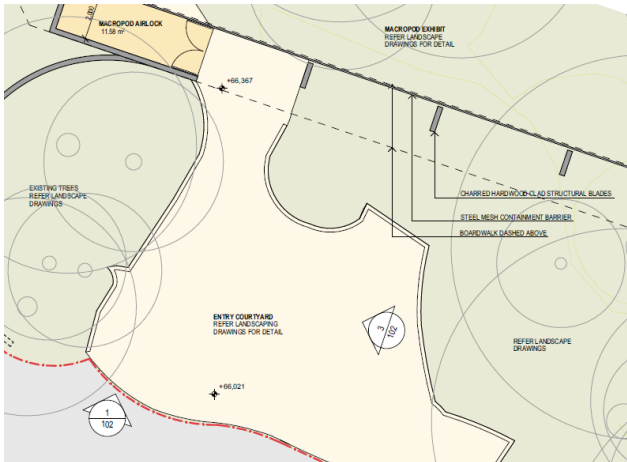 2,000
MACROPOD AIRLOCK
11.58 m²
MACROPOD EXHIBIT
REFER LANDSCAPE
DRAWINGS FOR DETAIL
+66,367
EXISTING TREES
REFER LANDSCAPE
DRAWINGS
CHARRED HARDWOOD-CLAD STRUCTURAL BLADES
STEEL MESH CONTAINMENT BARRIER
BOARDWALK DASHED ABOVE
ENTRY COURTYARD
REFER LANDSCAPING
DRAWINGS FOR DETAIL
3
102
REFER LANDSCAPE
DRAWINGS
+66,021
1
102